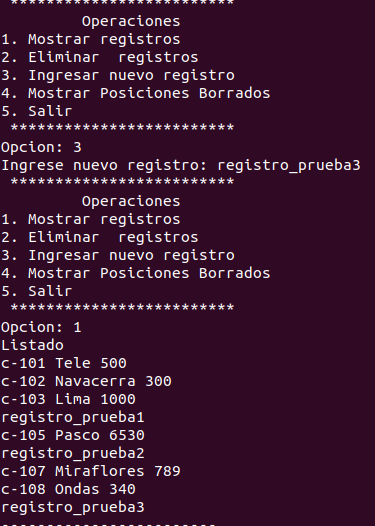 *************************
Operaciones
1. Mostrar registros
2. Eliminar  registros
3. Ingresar nuevo registro
4. Mostrar Posiciones Borrados
5. Salir
*************************
Opcion: 3
Ingrese nuevo registro: registro_prueba3
*************************
Operaciones
1. Mostrar registros
2. Eliminar  registros
3. Ingresar nuevo registro
4. Mostrar Posiciones Borrados
5. Salir
*************************
Opcion: 1
Listado
c-101 Tele 500
c-102 Navacerra 300
c-103 Lima 1000
registro_prueba1
c-105 Pasco 6530
registro_prueba2
c-107 Miraflores 789
c-108 Ondas 340
registro_prueba3
------------------------